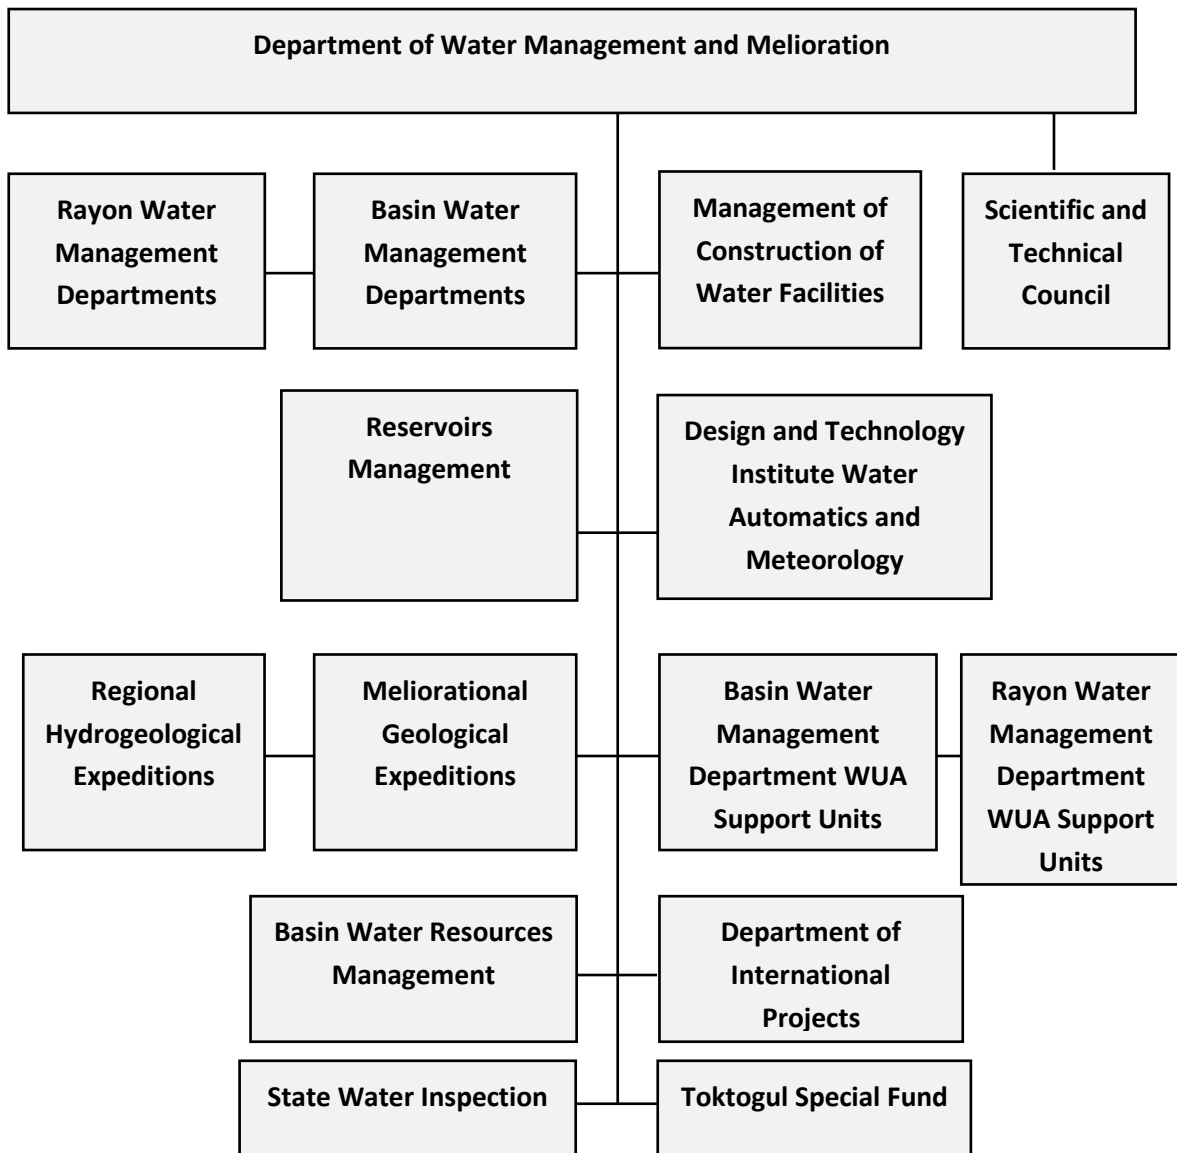 Department of Water Management and Melioration
Rayon Water
Management
Departments
Basin Water
Management
Departments
Management of
Construction of
Water Facilities
Scientific and
Technical
Council
Reservoirs
Management
Design and Technology
Institute Water
Automatics and
Meteorology
Regional
Hydrogeological
Expeditions
Meliorational
Geological
Expeditions
Basin Water
Management
Department WUA
Support Units
Rayon Water
Management
Department
WUA Support
Units
Basin Water Resources
Management
Department of
International
Projects
State Water Inspection
Toktogul Special Fund